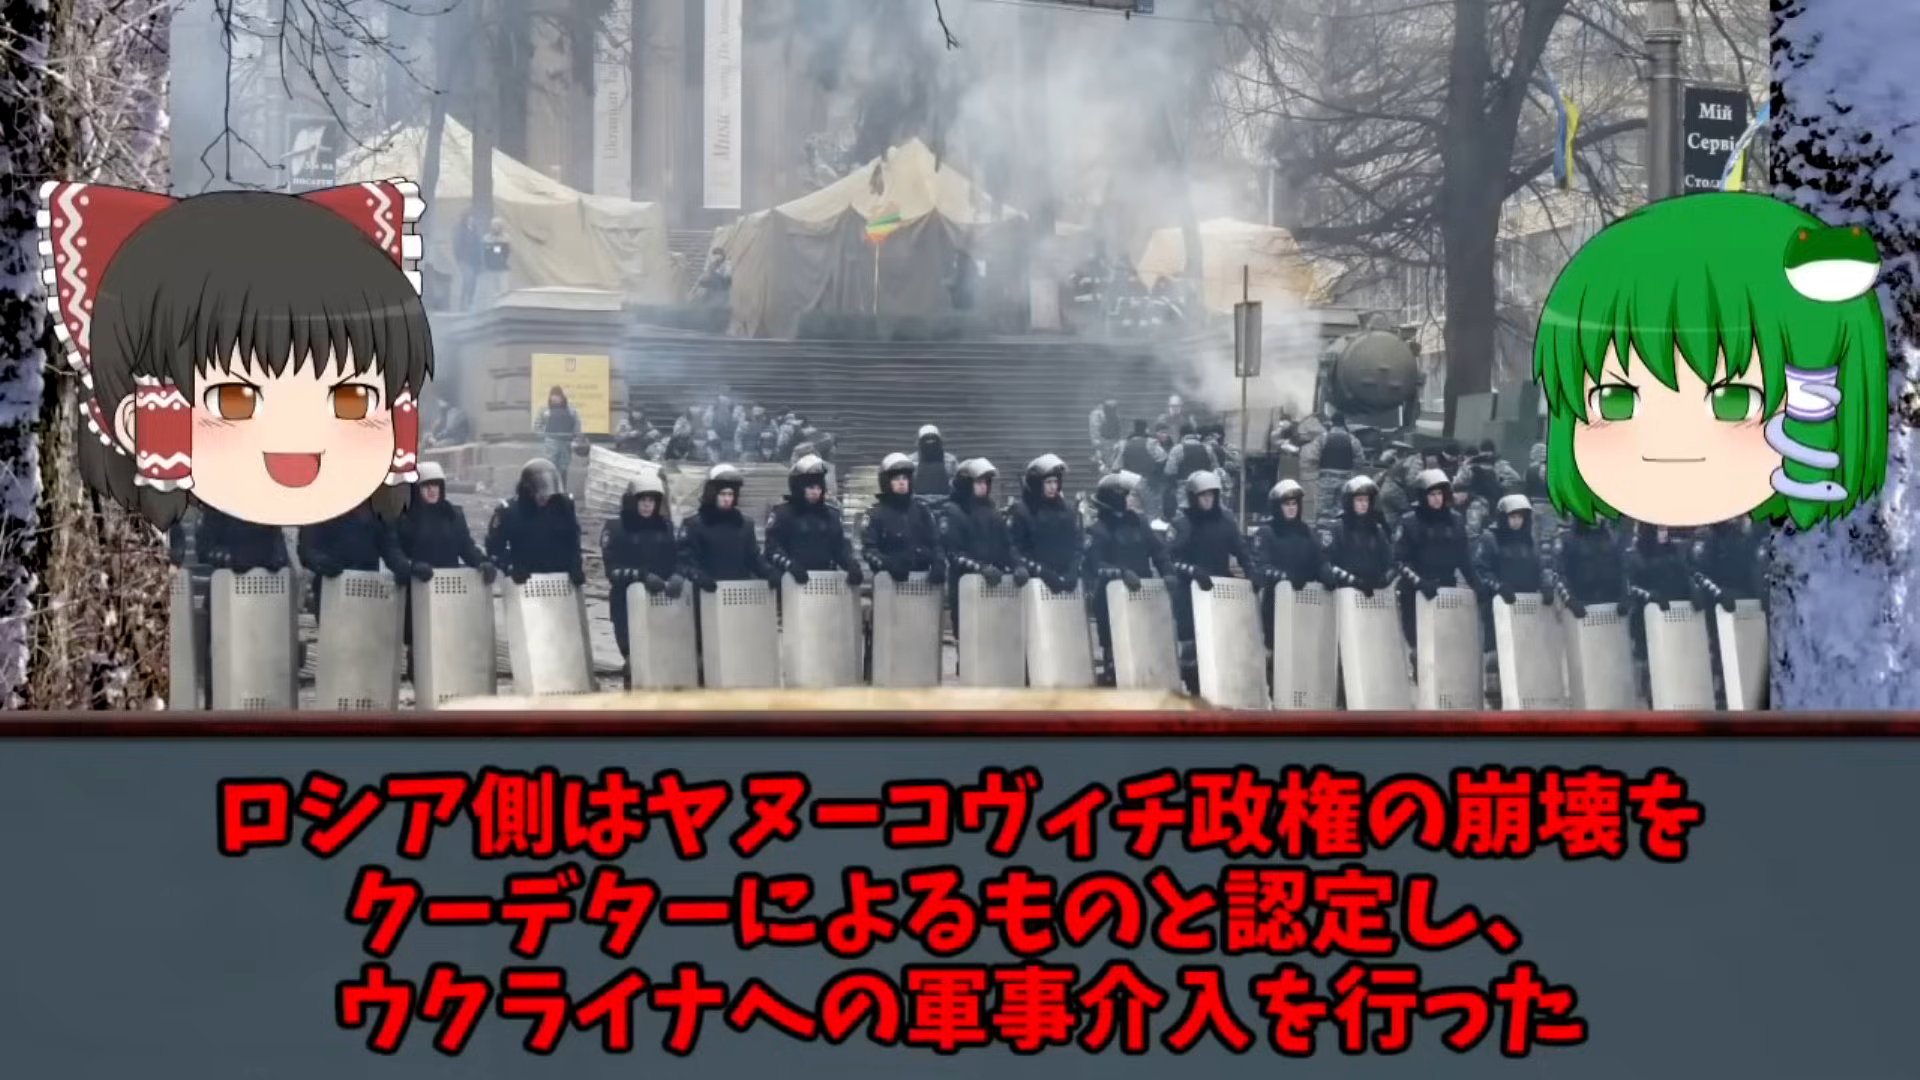 Мій
Серві
ロシア側はヤヌーコヴィチ政権の崩壊を
クーデターによるものと認定し、
ウクライナへの軍事介入を行った